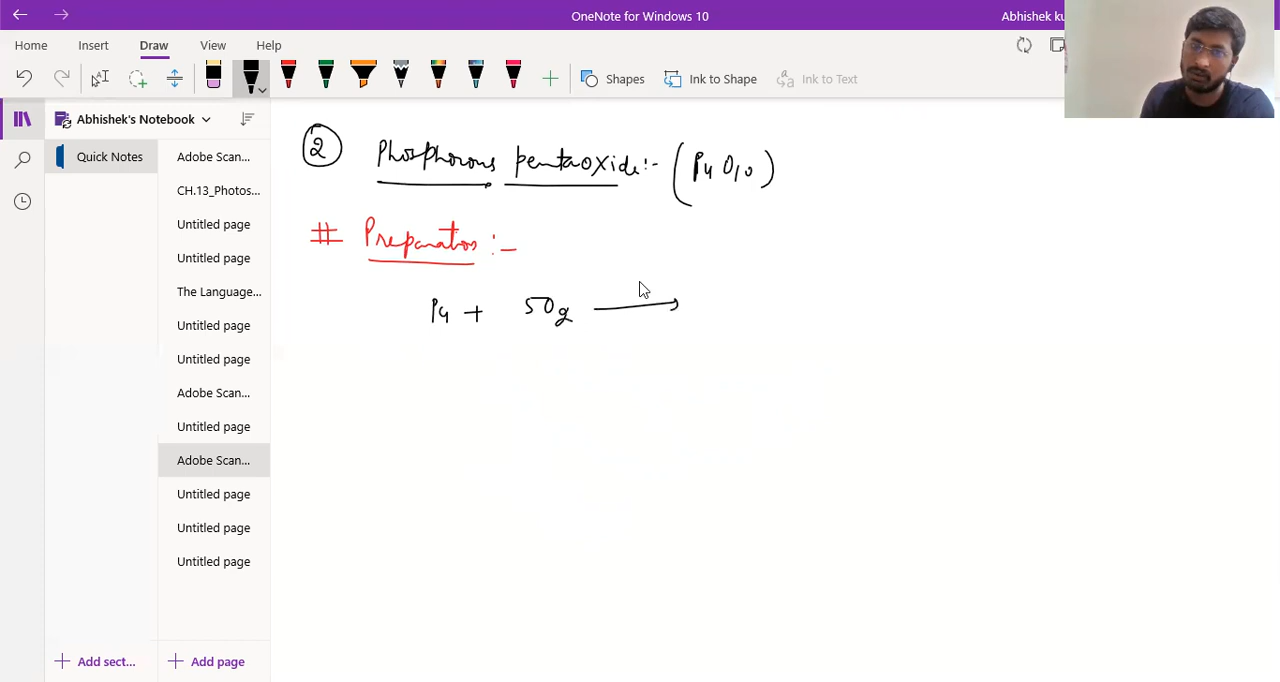 OneNote for Windows 10
Abhishek ku
Home Insert Draw View Help
Shapes Ink to Shape Ink to Text
Abhishek's Notebook
Quick Notes
Adobe Scan...
CH.13_Photos...
Untitled page
Untitled page
The Language...
Untitled page
Untitled page
Adobe Scan...
Untitled page
Adobe Scan...
Untitled page
Untitled page
Untitled page
Add sect... Add page
② Phosphorous pentaoxide:- (P4O10)
# Preparation :-
P4 + 5O2 ⟶